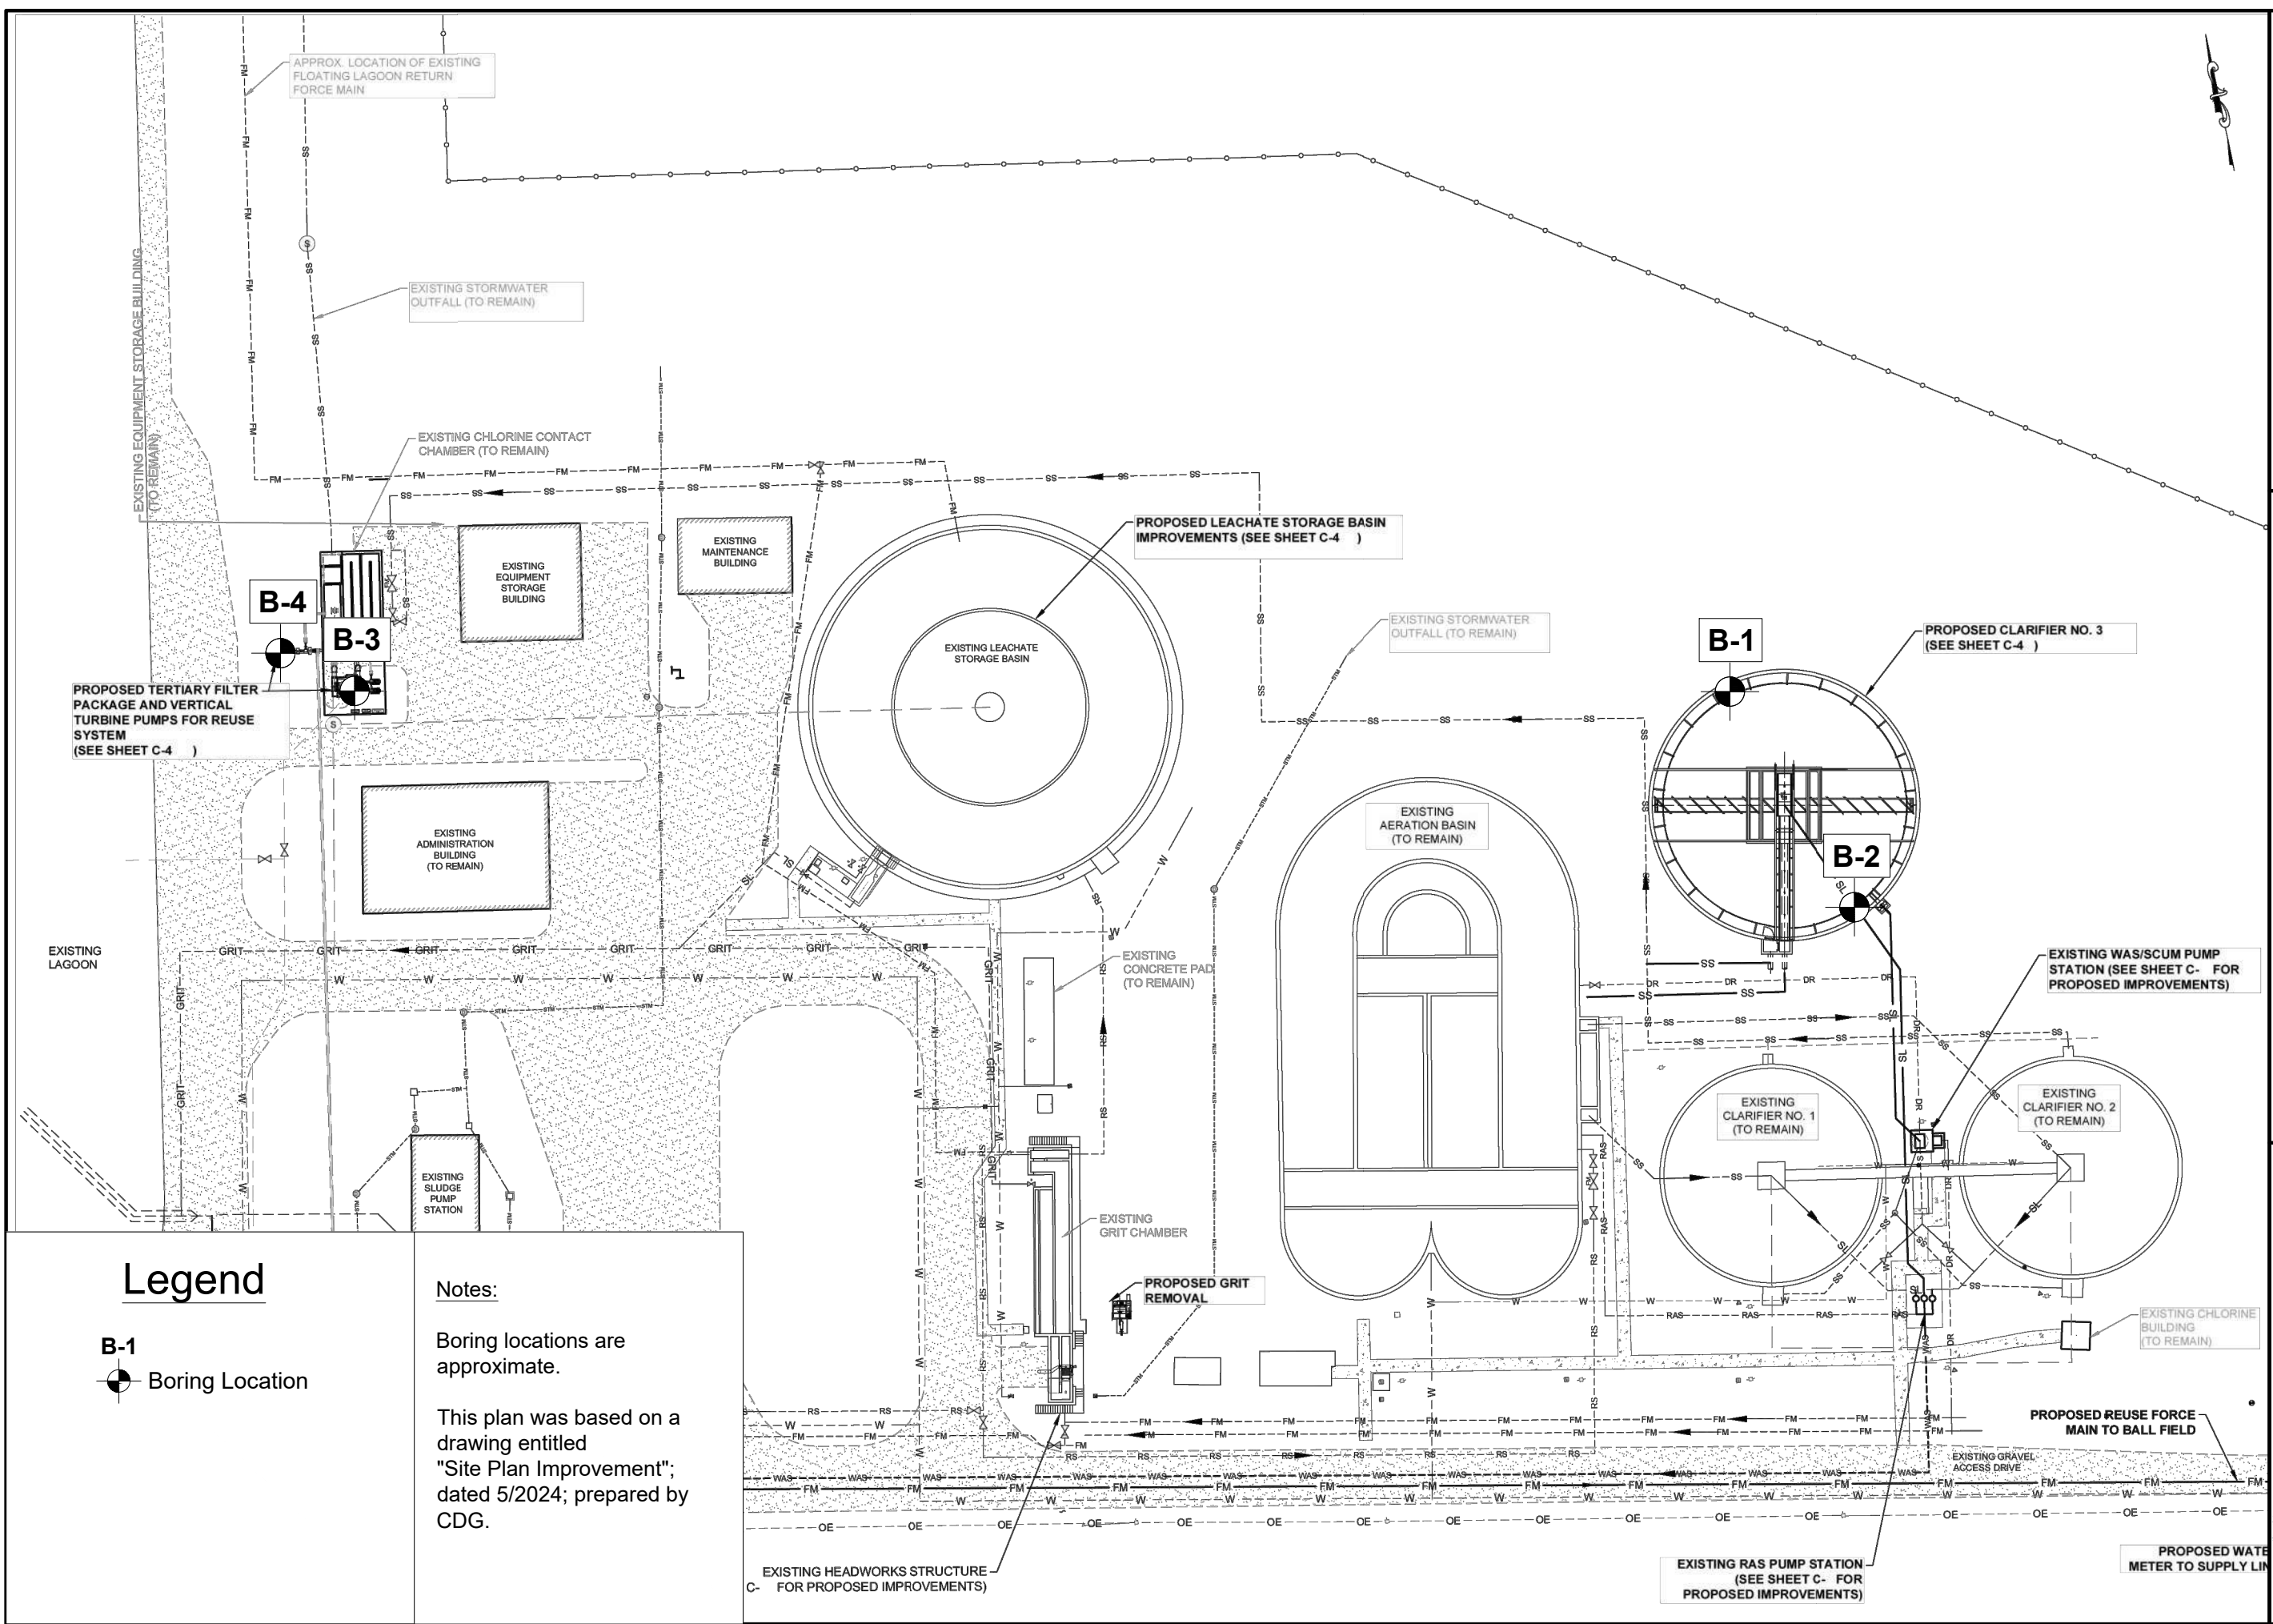 APPROX. LOCATION OF EXISTING
FLOATING LAGOON RETURN
FORCE MAIN
EXISTING STORMWATER
OUTFALL (TO REMAIN)
EXISTING EQUIPMENT STORAGE BUILDING
(TO REMAIN)
EXISTING CHLORINE CONTACT
CHAMBER (TO REMAIN)
EXISTING
EQUIPMENT
STORAGE
BUILDING
EXISTING
MAINTENANCE
BUILDING
PROPOSED LEACHATE STORAGE BASIN
IMPROVEMENTS (SEE SHEET C-4 )
EXISTING LEACHATE
STORAGE BASIN
EXISTING STORMWATER
OUTFALL (TO REMAIN)
B-4
B-3
B-1
PROPOSED CLARIFIER NO. 3
(SEE SHEET C-4 )
PROPOSED TERTIARY FILTER
PACKAGE AND VERTICAL
TURBINE PUMPS FOR REUSE
SYSTEM
(SEE SHEET C-4 )
EXISTING
ADMINISTRATION
BUILDING
(TO REMAIN)
EXISTING
AERATION BASIN
(TO REMAIN)
B-2
EXISTING
LAGOON
EXISTING
CONCRETE PAD
(TO REMAIN)
EXISTING WAS/SCUM PUMP
STATION (SEE SHEET C- FOR
PROPOSED IMPROVEMENTS)
EXISTING
CLARIFIER NO. 1
(TO REMAIN)
EXISTING
CLARIFIER NO. 2
(TO REMAIN)
EXISTING
SLUDGE
PUMP
STATION
EXISTING
GRIT CHAMBER
PROPOSED GRIT
REMOVAL
EXISTING CHLORINE
BUILDING
(TO REMAIN)
PROPOSED REUSE FORCE
MAIN TO BALL FIELD
EXISTING GRAVEL
ACCESS DRIVE
EXISTING HEADWORKS STRUCTURE
C- FOR PROPOSED IMPROVEMENTS)
EXISTING RAS PUMP STATION
(SEE SHEET C- FOR
PROPOSED IMPROVEMENTS)
PROPOSED WATE
METER TO SUPPLY LIN
Legend
B-1
Boring Location
Notes:
Boring locations are
approximate.
This plan was based on a
drawing entitled
"Site Plan Improvement";
dated 5/2024; prepared by
CDG.